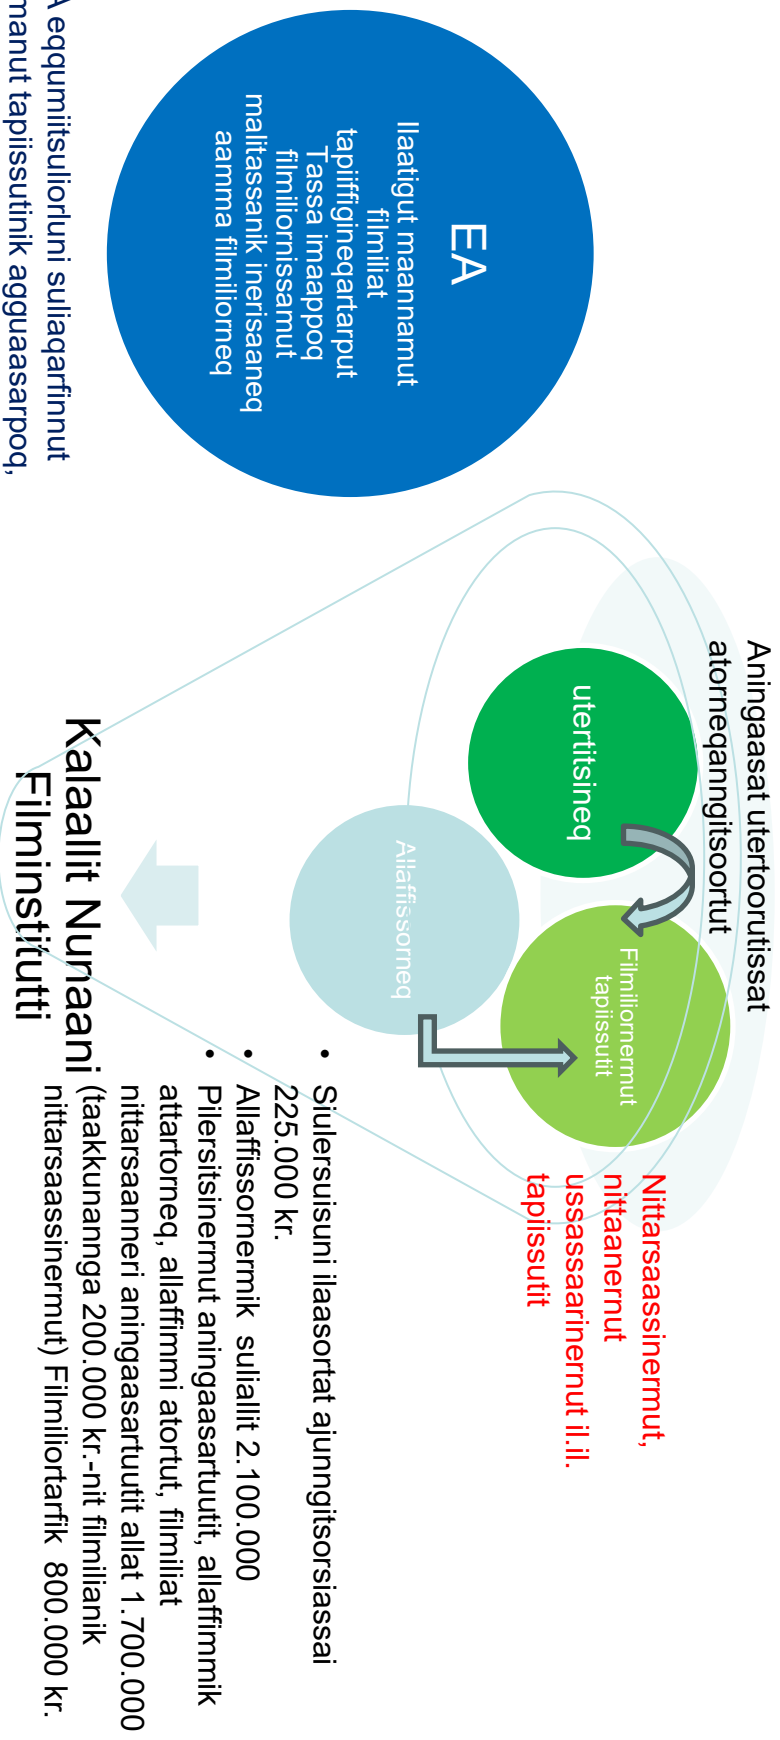 EA
Ilaatigut maannamut
filmiliat
tapiiffigineqartarput
Tassa imaappoq
filmiliornissamut
malitassanik inerisaaneq
aamma filmiliorneq
A eqqumiitsuliorluni suliaqarfinnut
manut tapiissutinik agguaasarpoq,
Aningaasat utertoorutissat
atorneqanngitsoortut
utertitsineq
Filmiliornermut
tapiissutit
Allaffissorneq
Kalaallit Nunaani
Filminstitutti
Nittarsaassinermut,
nittaanernut
ussassaarinernut il.il.
tapiissutit
• Siulersuisuni ilaasortat ajunngitsorsiassai
225.000 kr.
• Allaffissornermik suliallit 2.100.000
• Pilersitsinermut aningaasartuutit, allaffimmik
attartorneq, allaffimmi atortut, filmiliat
nittarsaanneri aningaasartuutit allat 1.700.000
(taakkunannga 200.000 kr.-nit filmilianik
nittarsaassinermut) Filmiliortarfik 800.000 kr.